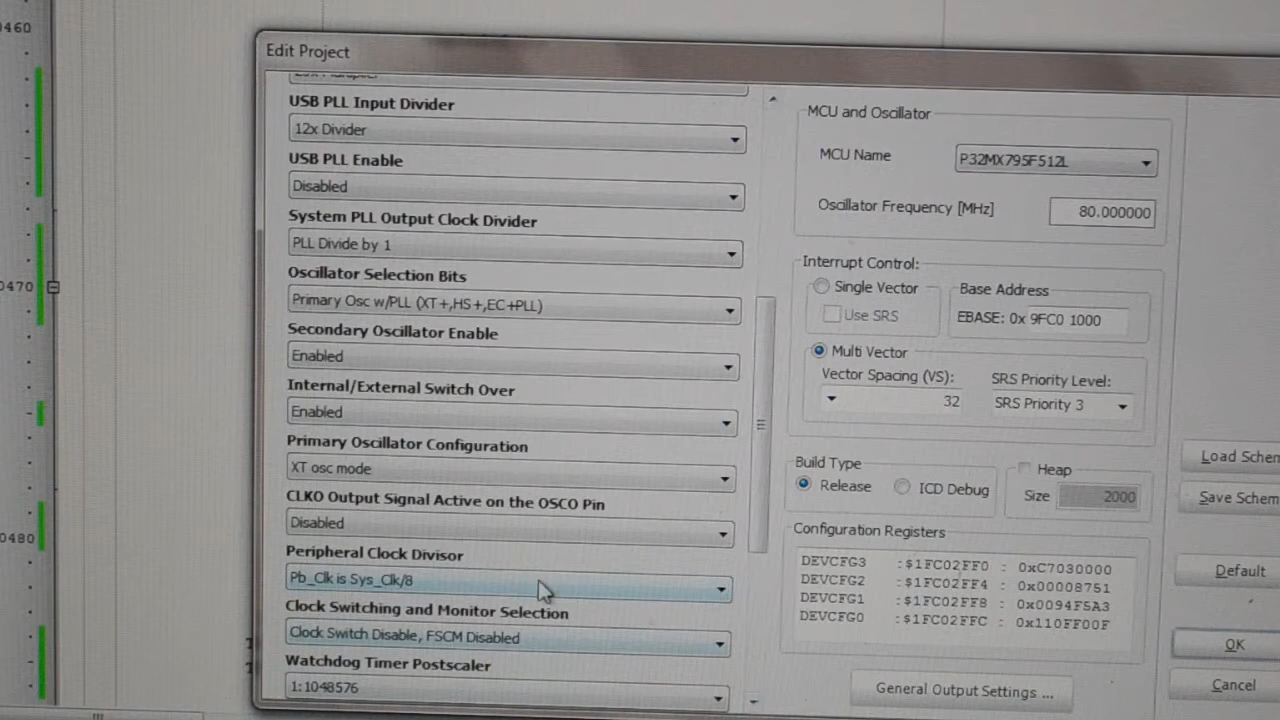 0460
0470
0480
Edit Project
USB PLL Input Divider
12x Divider
USB PLL Enable
Disabled
System PLL Output Clock Divider
PLL Divide by 1
Oscillator Selection Bits
Primary Osc w/PLL (XT+,HS+,EC+PLL)
Secondary Oscillator Enable
Enabled
Internal/External Switch Over
Enabled
Primary Oscillator Configuration
XT osc mode
CLKO Output Signal Active on the OSCO Pin
Disabled
Peripheral Clock Divisor
Pb_Clk is Sys_Clk/8
Clock Switching and Monitor Selection
Clock Switch Disable, FSCM Disabled
Watchdog Timer Postscaler
1:1048576
MCU and Oscillator
MCU Name
P32MX795F512L
Oscillator Frequency [MHz]
80.000000
Interrupt Control:
Single Vector
Use SRS
Base Address
EBASE: 0x 9FC0 1000
Multi Vector
Vector Spacing (VS):
32
SRS Priority Level:
SRS Priority 3
Build Type
Release
ICD Debug
Heap
Size 2000
Configuration Registers
DEVCFG3 :$1FC02FF0 : 0xC7030000
DEVCFG2 :$1FC02FF4 : 0x00008751
DEVCFG1 :$1FC02FF8 : 0x0094F5A3
DEVCFG0 :$1FC02FFC : 0x110FF00F
General Output Settings ...
Load Schem
Save Schem
Default
OK
Cancel